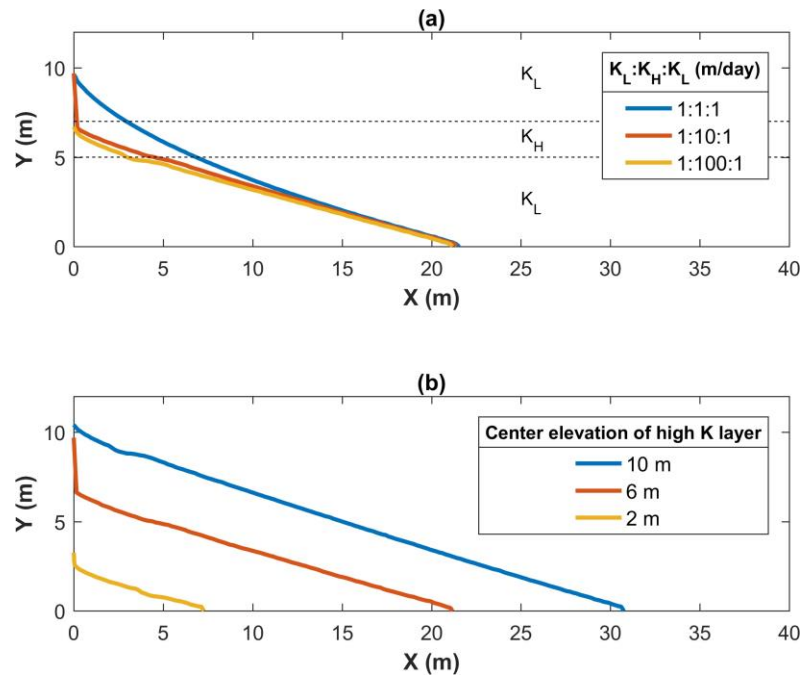 (a)
10
5
0
Y (m)
K_L
K_H
K_L
K_L:K_H:K_L (m/day)
1:1:1
1:10:1
1:100:1
0 5 10 15 20 25 30 35 40
X (m)
(b)
10
5
0
Y (m)
Center elevation of high K layer
10 m
6 m
2 m
0 5 10 15 20 25 30 35 40
X (m)